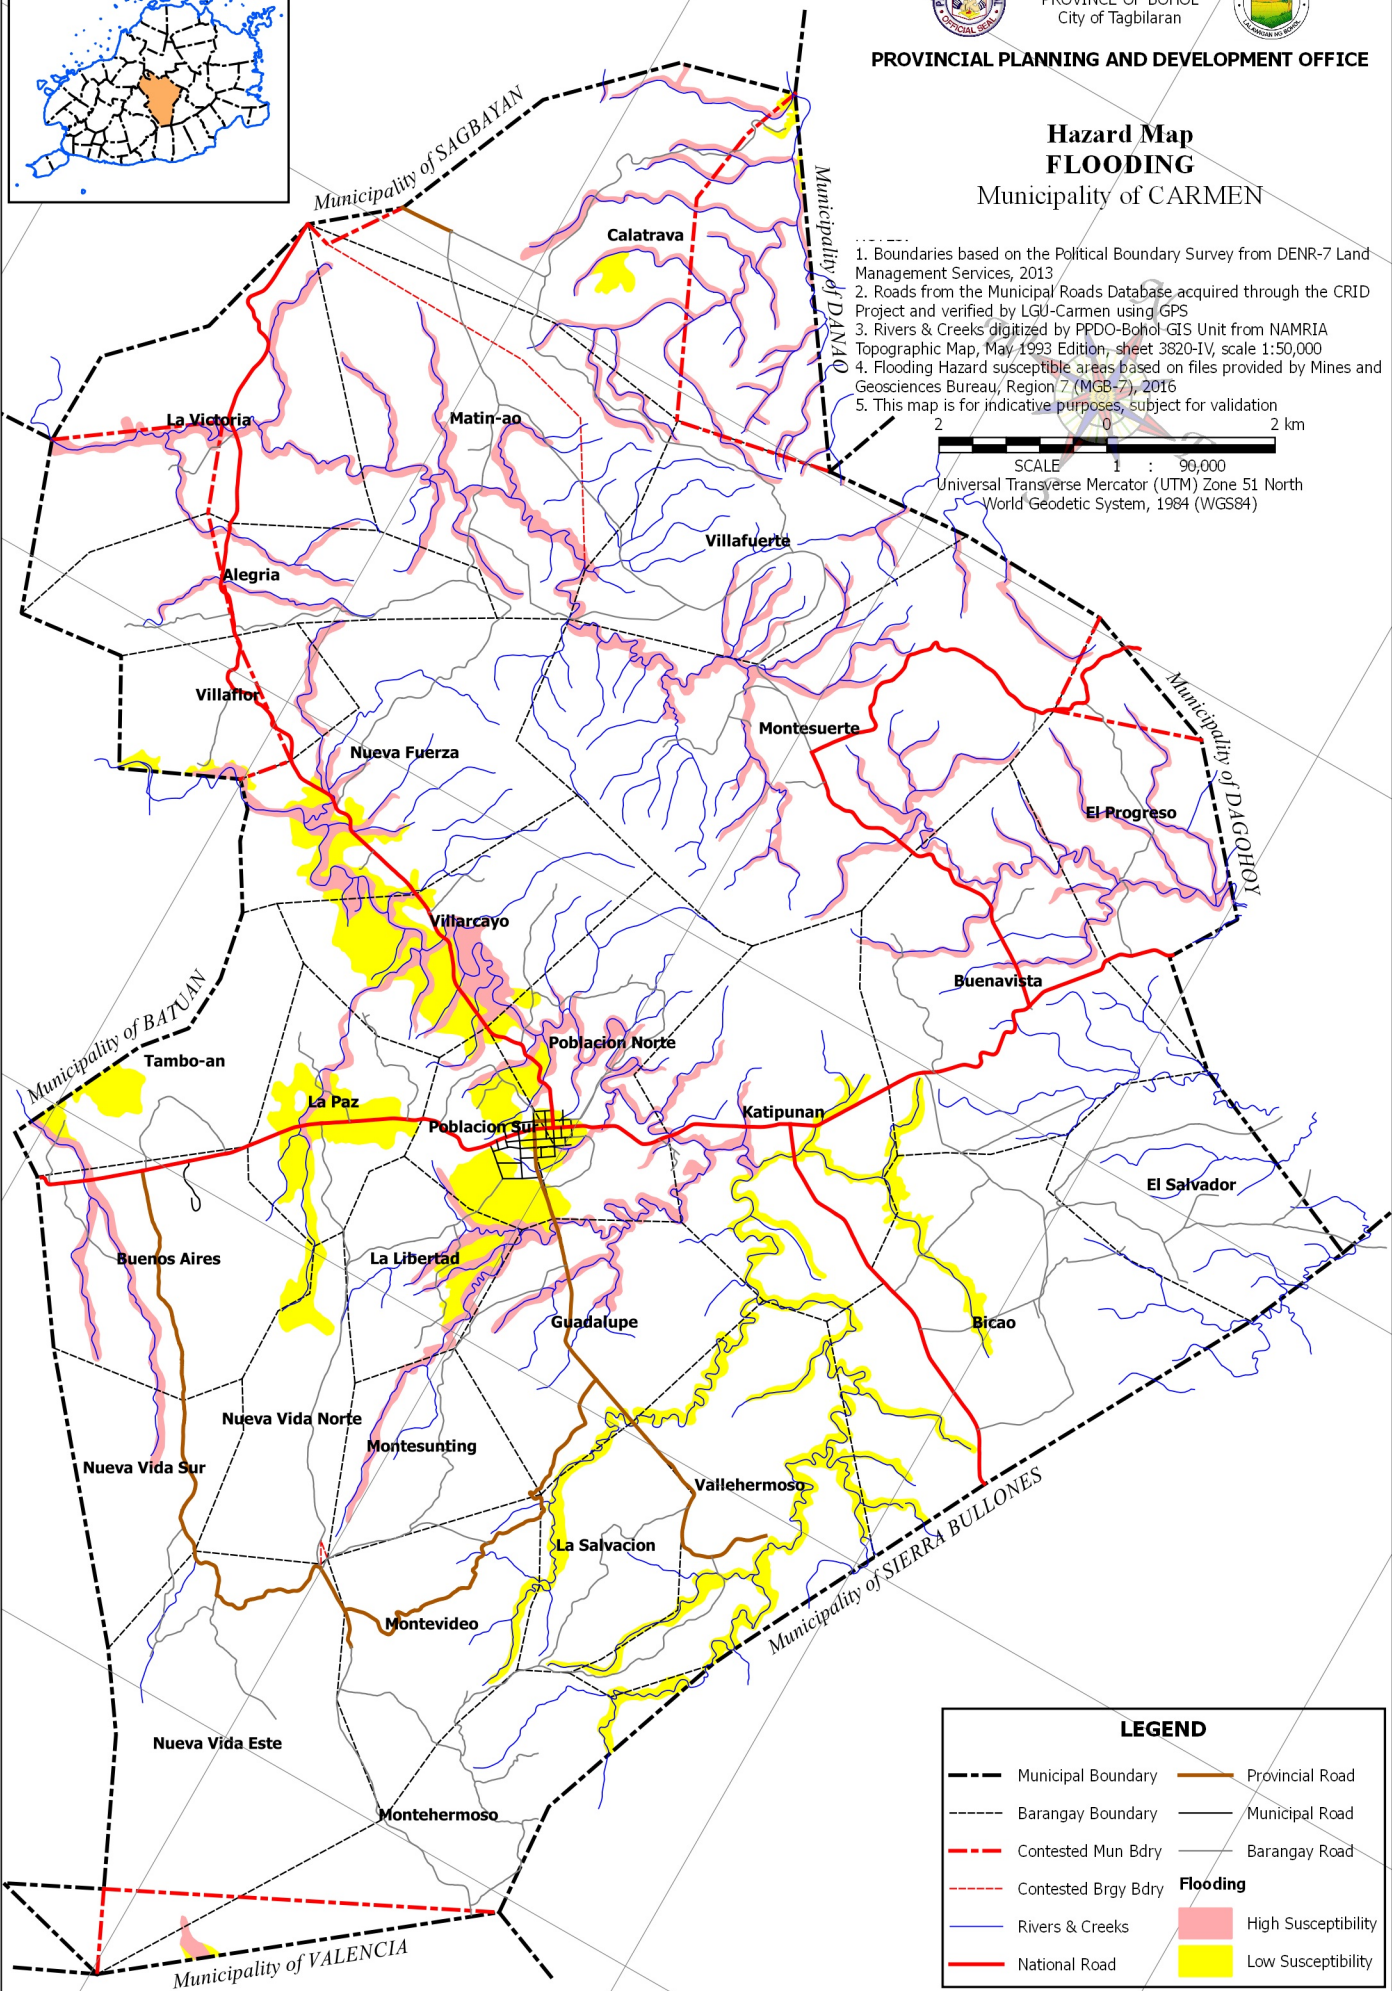 PROVINCE OF BOHOL
City of Tagbilaran
OFFICIAL SEAL
LALAWIGAN NG BOHOL
PROVINCIAL PLANNING AND DEVELOPMENT OFFICE
Hazard Map
FLOODING
Municipality of CARMEN
1. Boundaries based on the Political Boundary Survey from DENR-7 Land
Management Services, 2013
2. Roads from the Municipal Roads Database acquired through the CRID
Project and verified by LGU-Carmen using GPS
3. Rivers & Creeks digitized by PPDO-Bohol GIS Unit from NAMRIA
Topographic Map, May 1993 Edition, sheet 3820-IV, scale 1:50,000
4. Flooding Hazard susceptible areas based on files provided by Mines and
Geosciences Bureau, Region 7 (MGB-7), 2016
5. This map is for indicative purposes, subject for validation
2 0 2 km
SCALE 1 : 90,000
Universal Transverse Mercator (UTM) Zone 51 North
World Geodetic System, 1984 (WGS84)
Municipality of SAGBAYAN
Municipality of DANAO
Calatrava
La Victoria
Matin-ao
Villafuerte
Alegria
Villaflor
Montesuerte
Nueva Fuerza
Municipality of DAGOHOY
El Progreso
Villarcayo
Buenavista
Municipality of BATUAN
Poblacion Norte
Tambo-an
La Paz
Katipunan
Poblacion Sur
El Salvador
Buenos Aires
La Libertad
Guadalupe
Bicao
Nueva Vida Norte
Montesunting
Nueva Vida Sur
Vallehermoso
La Salvacion
Municipality of SIERRA BULLONES
Montevideo
Nueva Vida Este
Montehermoso
Municipality of VALENCIA
LEGEND
Municipal Boundary
Provincial Road
Barangay Boundary
Municipal Road
Contested Mun Bdry
Barangay Road
Contested Brgy Bdry
Flooding
Rivers & Creeks
High Susceptibility
National Road
Low Susceptibility